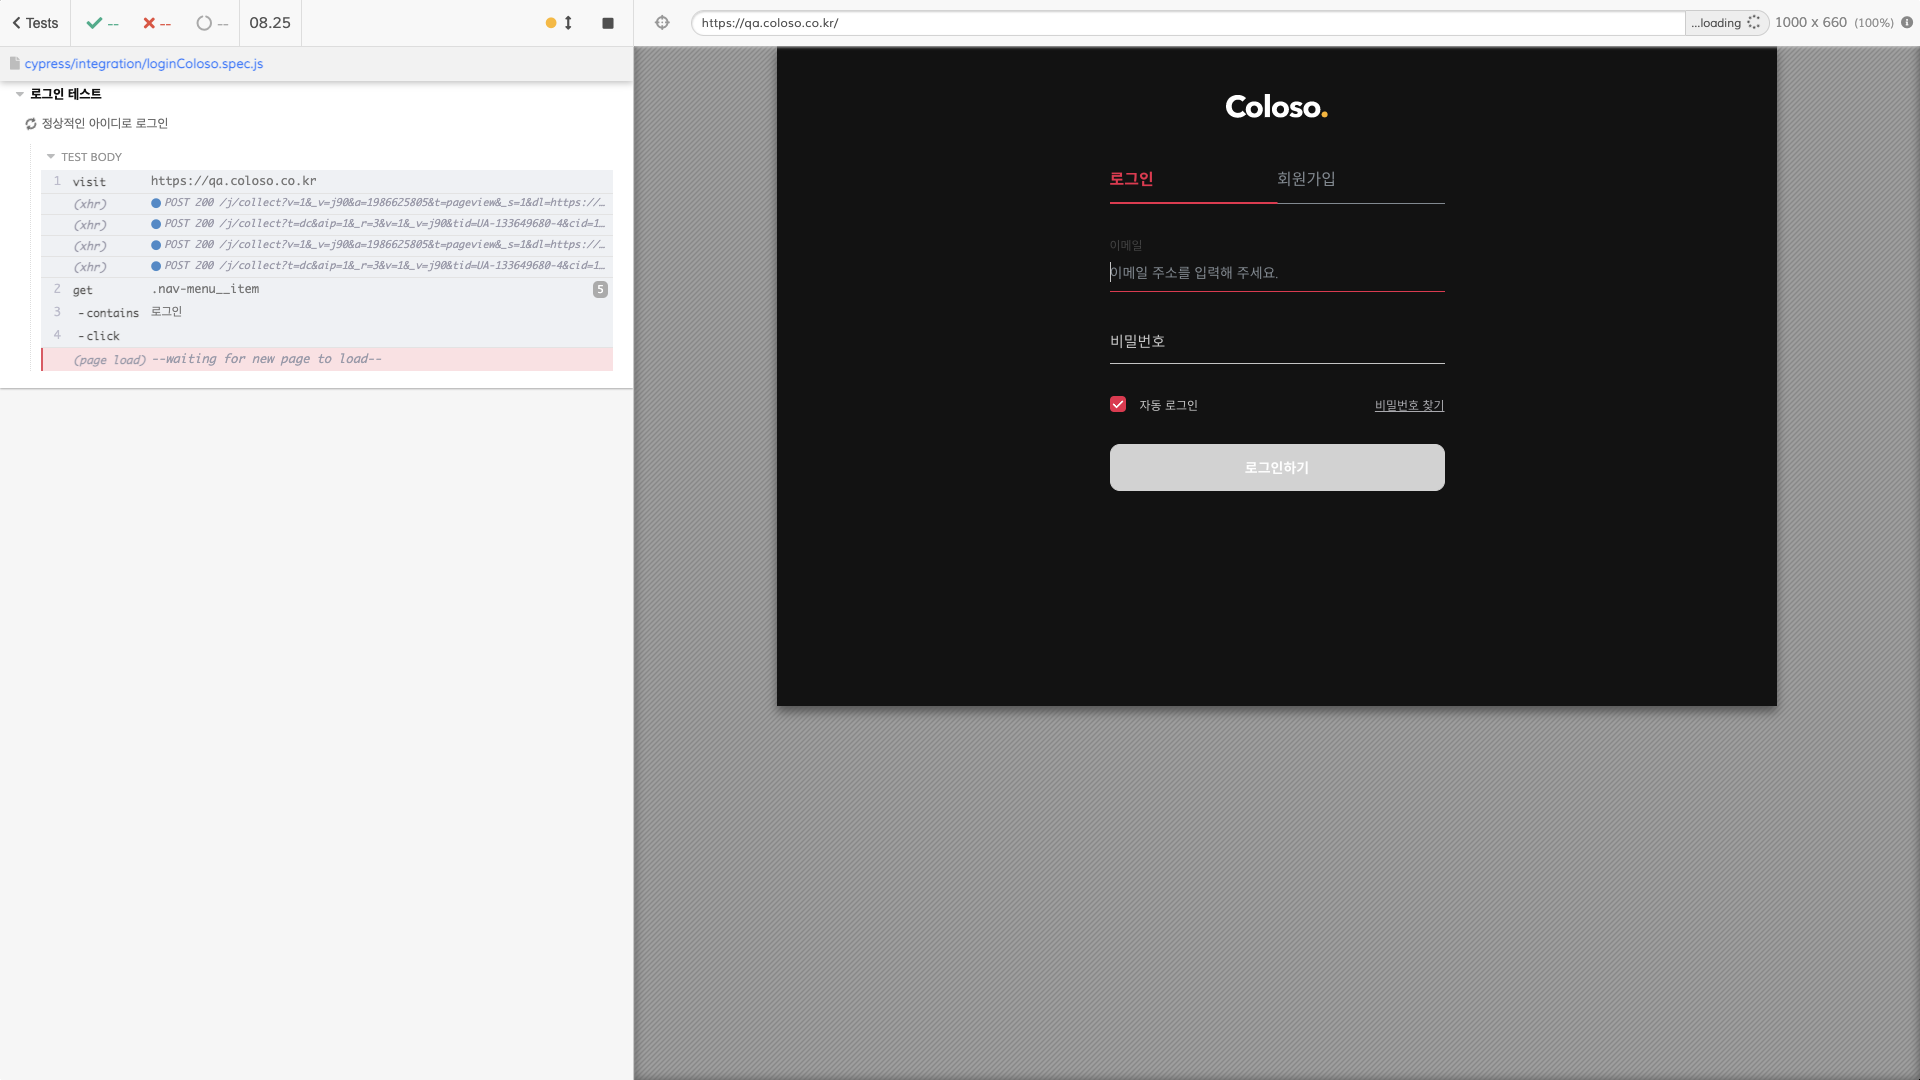 Tests
--
--
--
08.25
https://qa.coloso.co.kr/
...loading
1000 x 660 (100%)
cypress/integration/loginColoso.spec.js
로그인 테스트
정상적인 아이디로 로그인
TEST BODY
1 visit https://qa.coloso.co.kr
(xhr) POST 200 /j/collect?v=1&_v=j90&a=1986625805&t=pageview&_s=1&dl=https://…
(xhr) POST 200 /j/collect?t=dc&aip=1&_r=3&v=1&_v=j90&tid=UA-133649680-4&cid=1…
(xhr) POST 200 /j/collect?v=1&_v=j90&a=1986625805&t=pageview&_s=1&dl=https://…
(xhr) POST 200 /j/collect?t=dc&aip=1&_r=3&v=1&_v=j90&tid=UA-133649680-4&cid=1…
2 get .nav-menu__item 5
3 -contains 로그인
4 -click
(page load) --waiting for new page to load--
Coloso.
로그인 회원가입
이메일
이메일 주소를 입력해 주세요.
비밀번호
자동 로그인 비밀번호 찾기
로그인하기